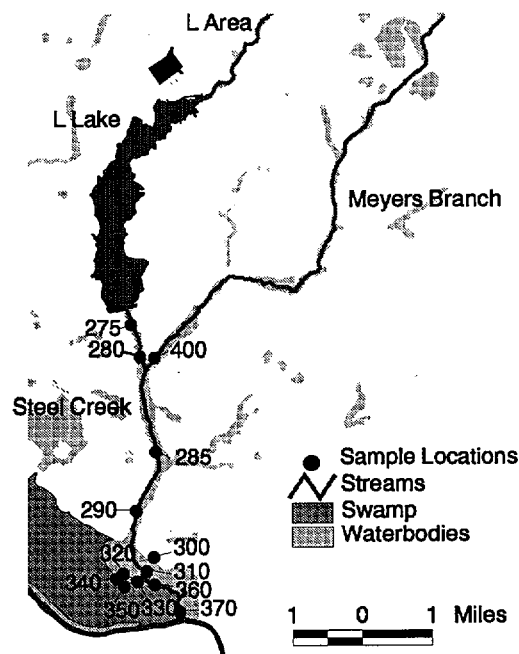 L Area
L Lake
Meyers Branch
275
280
400
Steel Creek
285
Sample Locations
Streams
Swamp
Waterbodies
290
320
300
310
340
360
350
330
370
1 0 1 Miles